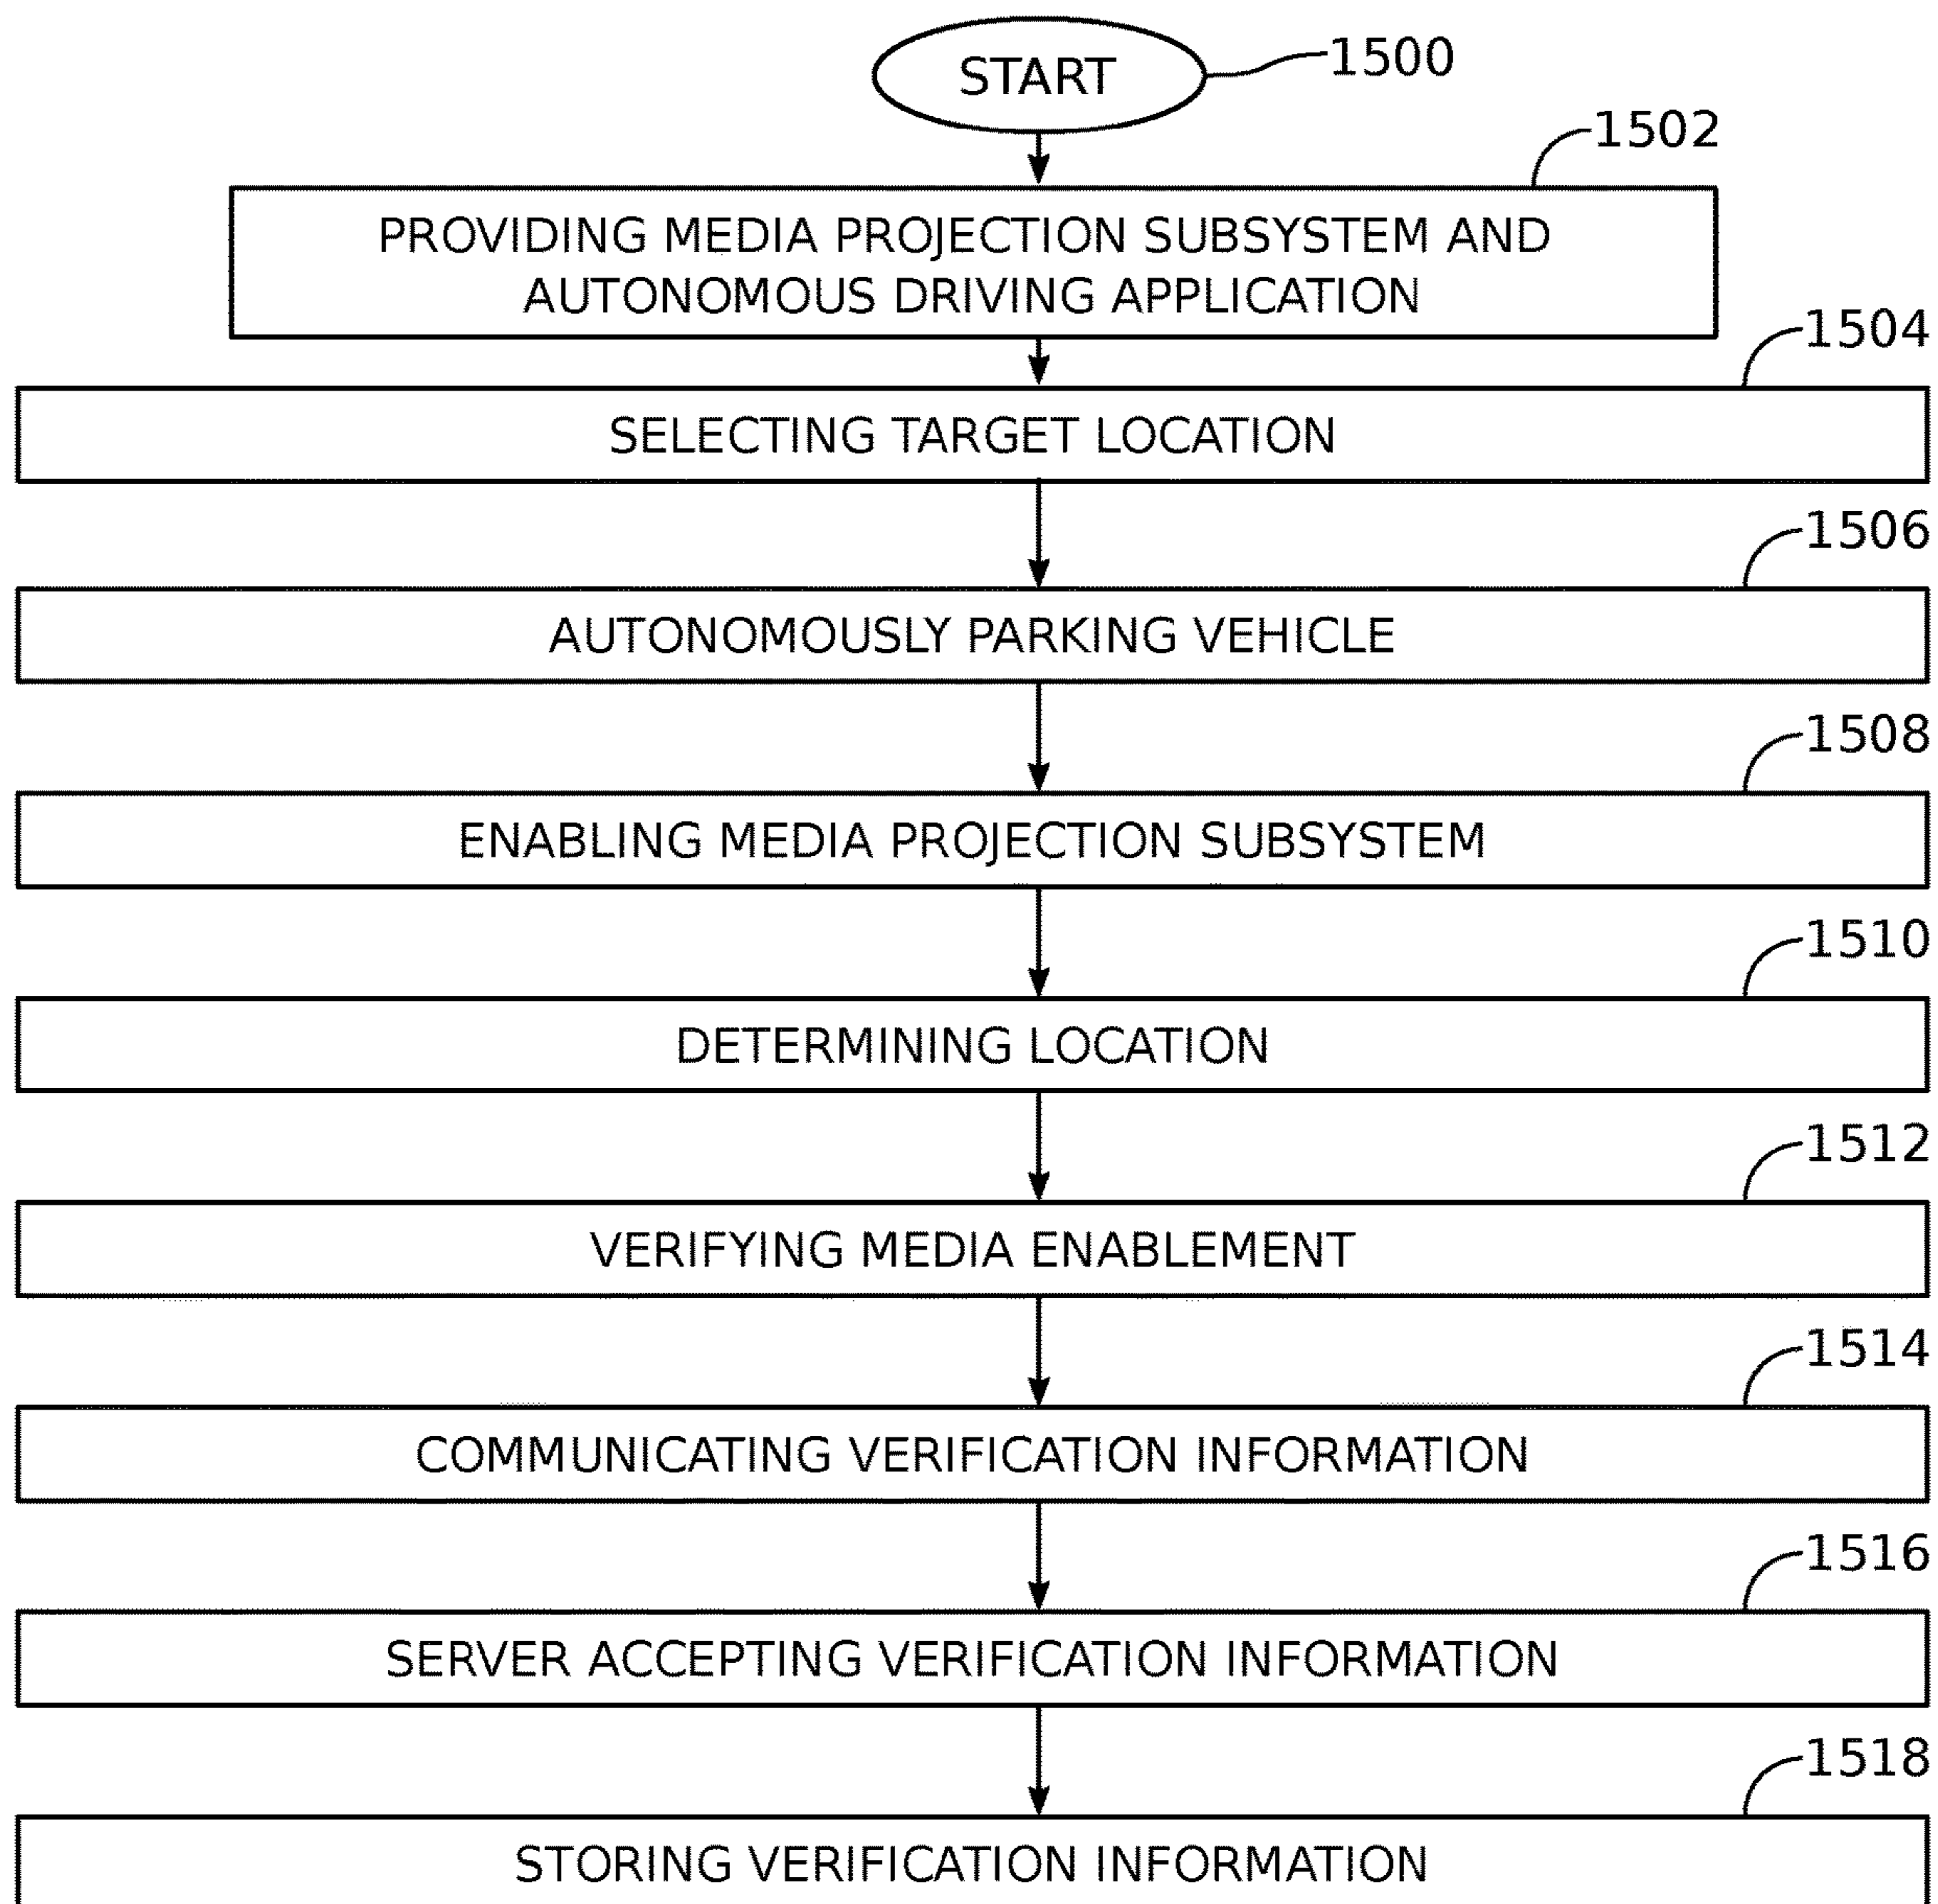 START
1500
1502
PROVIDING MEDIA PROJECTION SUBSYSTEM AND
AUTONOMOUS DRIVING APPLICATION
1504
SELECTING TARGET LOCATION
1506
AUTONOMOUSLY PARKING VEHICLE
1508
ENABLING MEDIA PROJECTION SUBSYSTEM
1510
DETERMINING LOCATION
1512
VERIFYING MEDIA ENABLEMENT
1514
COMMUNICATING VERIFICATION INFORMATION
1516
SERVER ACCEPTING VERIFICATION INFORMATION
1518
STORING VERIFICATION INFORMATION